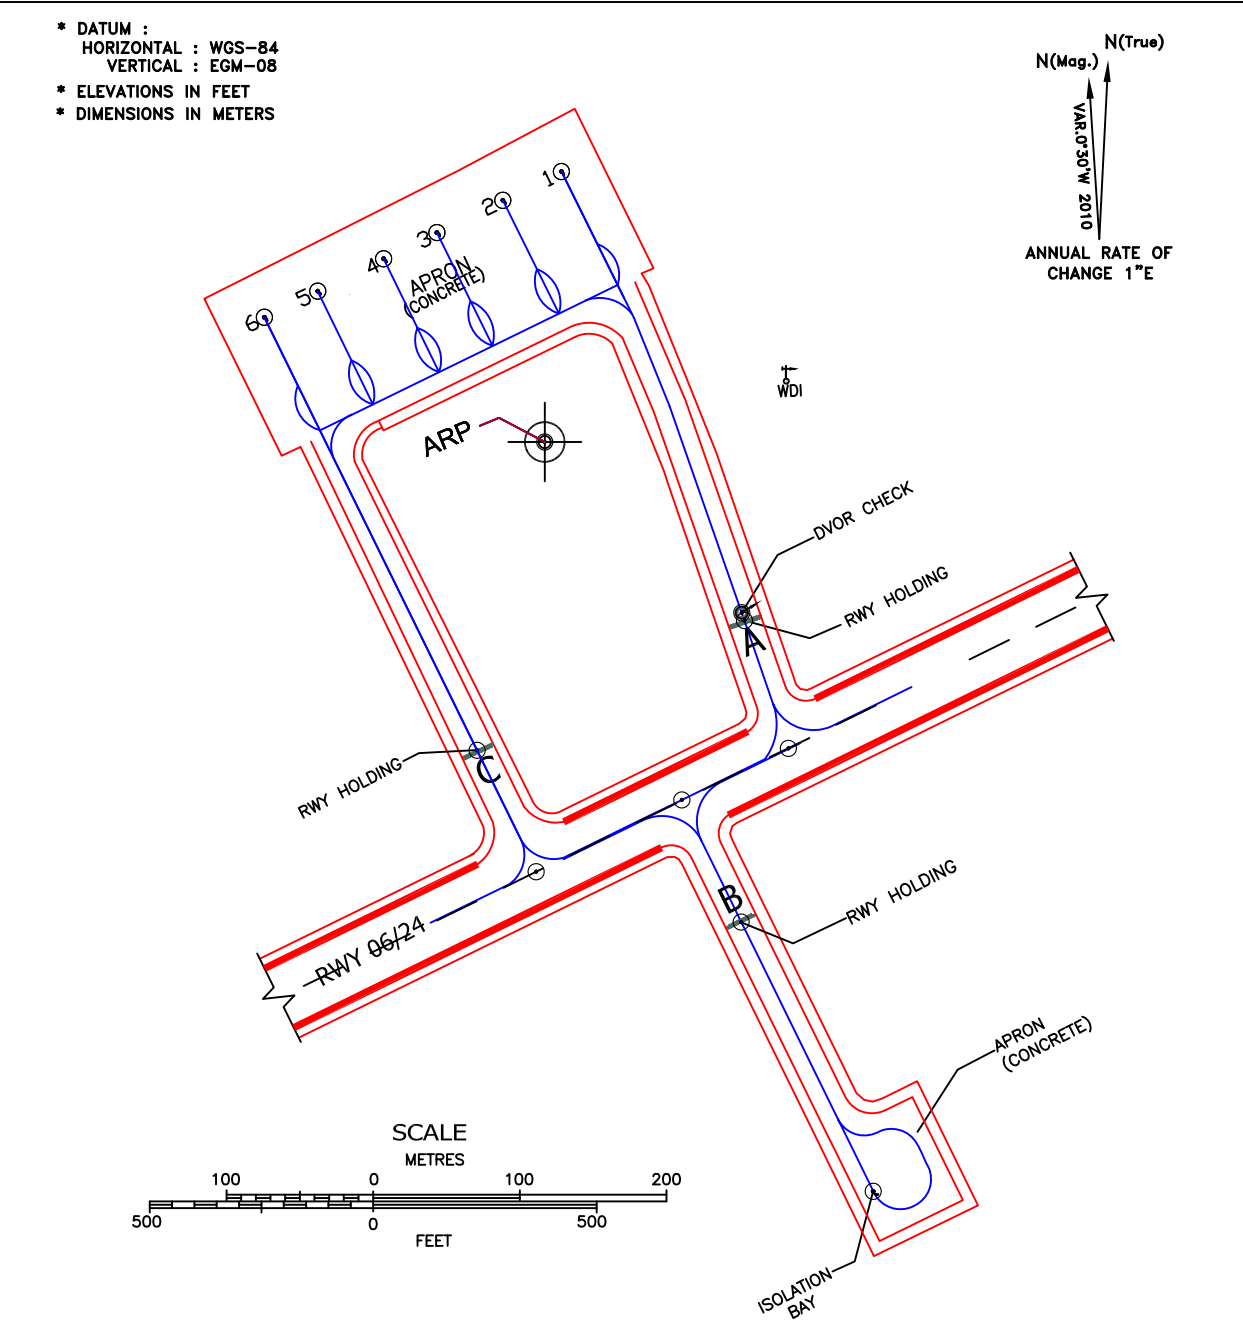 * DATUM :
HORIZONTAL : WGS-84
VERTICAL : EGM-08
* ELEVATIONS IN FEET
* DIMENSIONS IN METERS
N(True)
N(Mag.)
VAR.0°30'W 2010
ANNUAL RATE OF
CHANGE 1"E
1
2
3
4
5
6
APRON
(CONCRETE)
WDI
ARP
DVOR CHECK
RWY HOLDING
A
RWY HOLDING
C
B
RWY HOLDING
RWY 06/24
APRON
(CONCRETE)
ISOLATION
BAY
SCALE
METRES
100 0 100 200
500 0 500
FEET